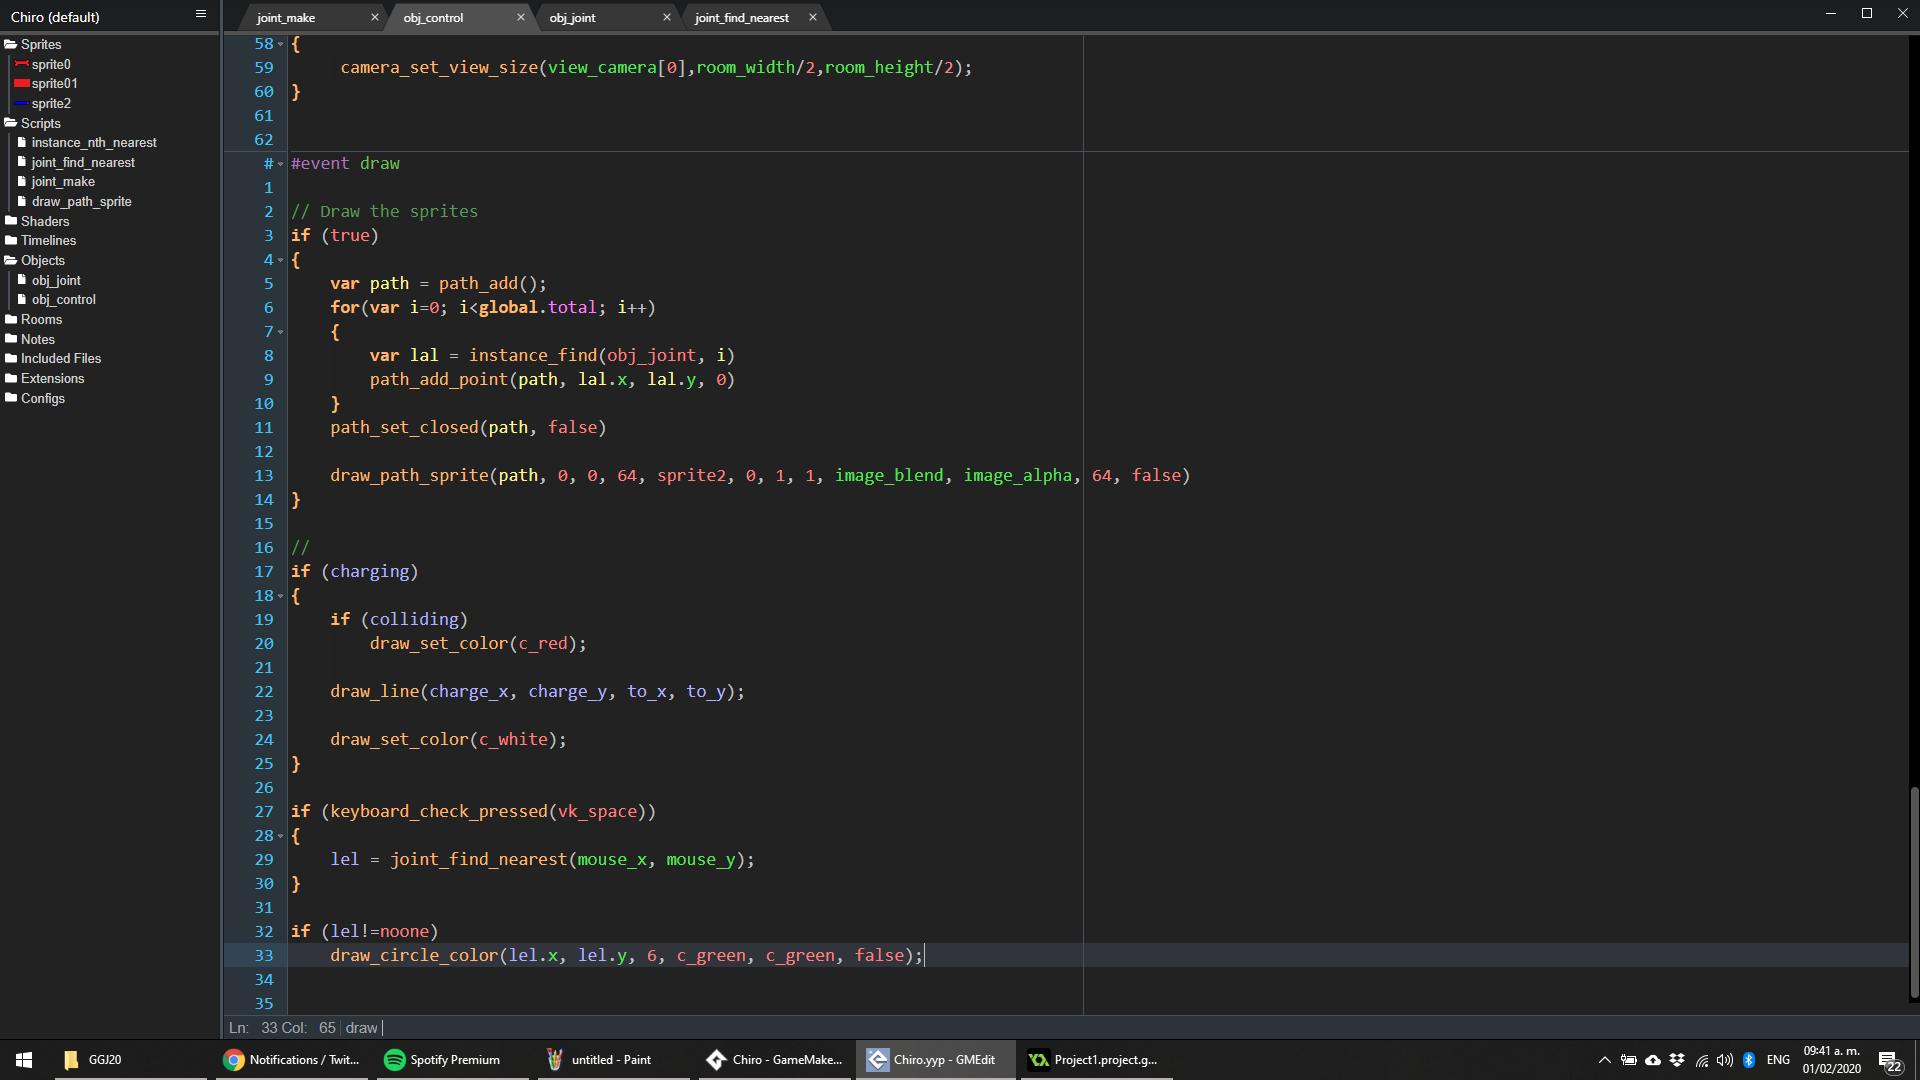 Chiro (default)
Sprites
sprite0
sprite01
sprite2
Scripts
instance_nth_nearest
joint_find_nearest
joint_make
draw_path_sprite
Shaders
Timelines
Objects
obj_joint
obj_control
Rooms
Notes
Included Files
Extensions
Configs
joint_make × obj_control × obj_joint × joint_find_nearest ×
58 {
59 camera_set_view_size(view_camera[0],room_width/2,room_height/2);
60 }
61
62
# #event draw
1
2 // Draw the sprites
3 if (true)
4 {
5 var path = path_add();
6 for(var i=0; i<global.total; i++)
7 {
8 var lal = instance_find(obj_joint, i)
9 path_add_point(path, lal.x, lal.y, 0)
10 }
11 path_set_closed(path, false)
12
13 draw_path_sprite(path, 0, 0, 64, sprite2, 0, 1, 1, image_blend, image_alpha, 64, false)
14 }
15
16 //
17 if (charging)
18 {
19 if (colliding)
20 draw_set_color(c_red);
21
22 draw_line(charge_x, charge_y, to_x, to_y);
23
24 draw_set_color(c_white);
25 }
26
27 if (keyboard_check_pressed(vk_space))
28 {
29 lel = joint_find_nearest(mouse_x, mouse_y);
30 }
31
32 if (lel!=noone)
33 draw_circle_color(lel.x, lel.y, 6, c_green, c_green, false);
34
35
Ln: 33 Col: 65 draw
GGJ20
Notifications / Twit...
Spotify Premium
untitled - Paint
Chiro - GameMake...
Chiro.yyp - GMEdit
Project1.project.g...
ENG
09:41 a. m.
01/02/2020
22